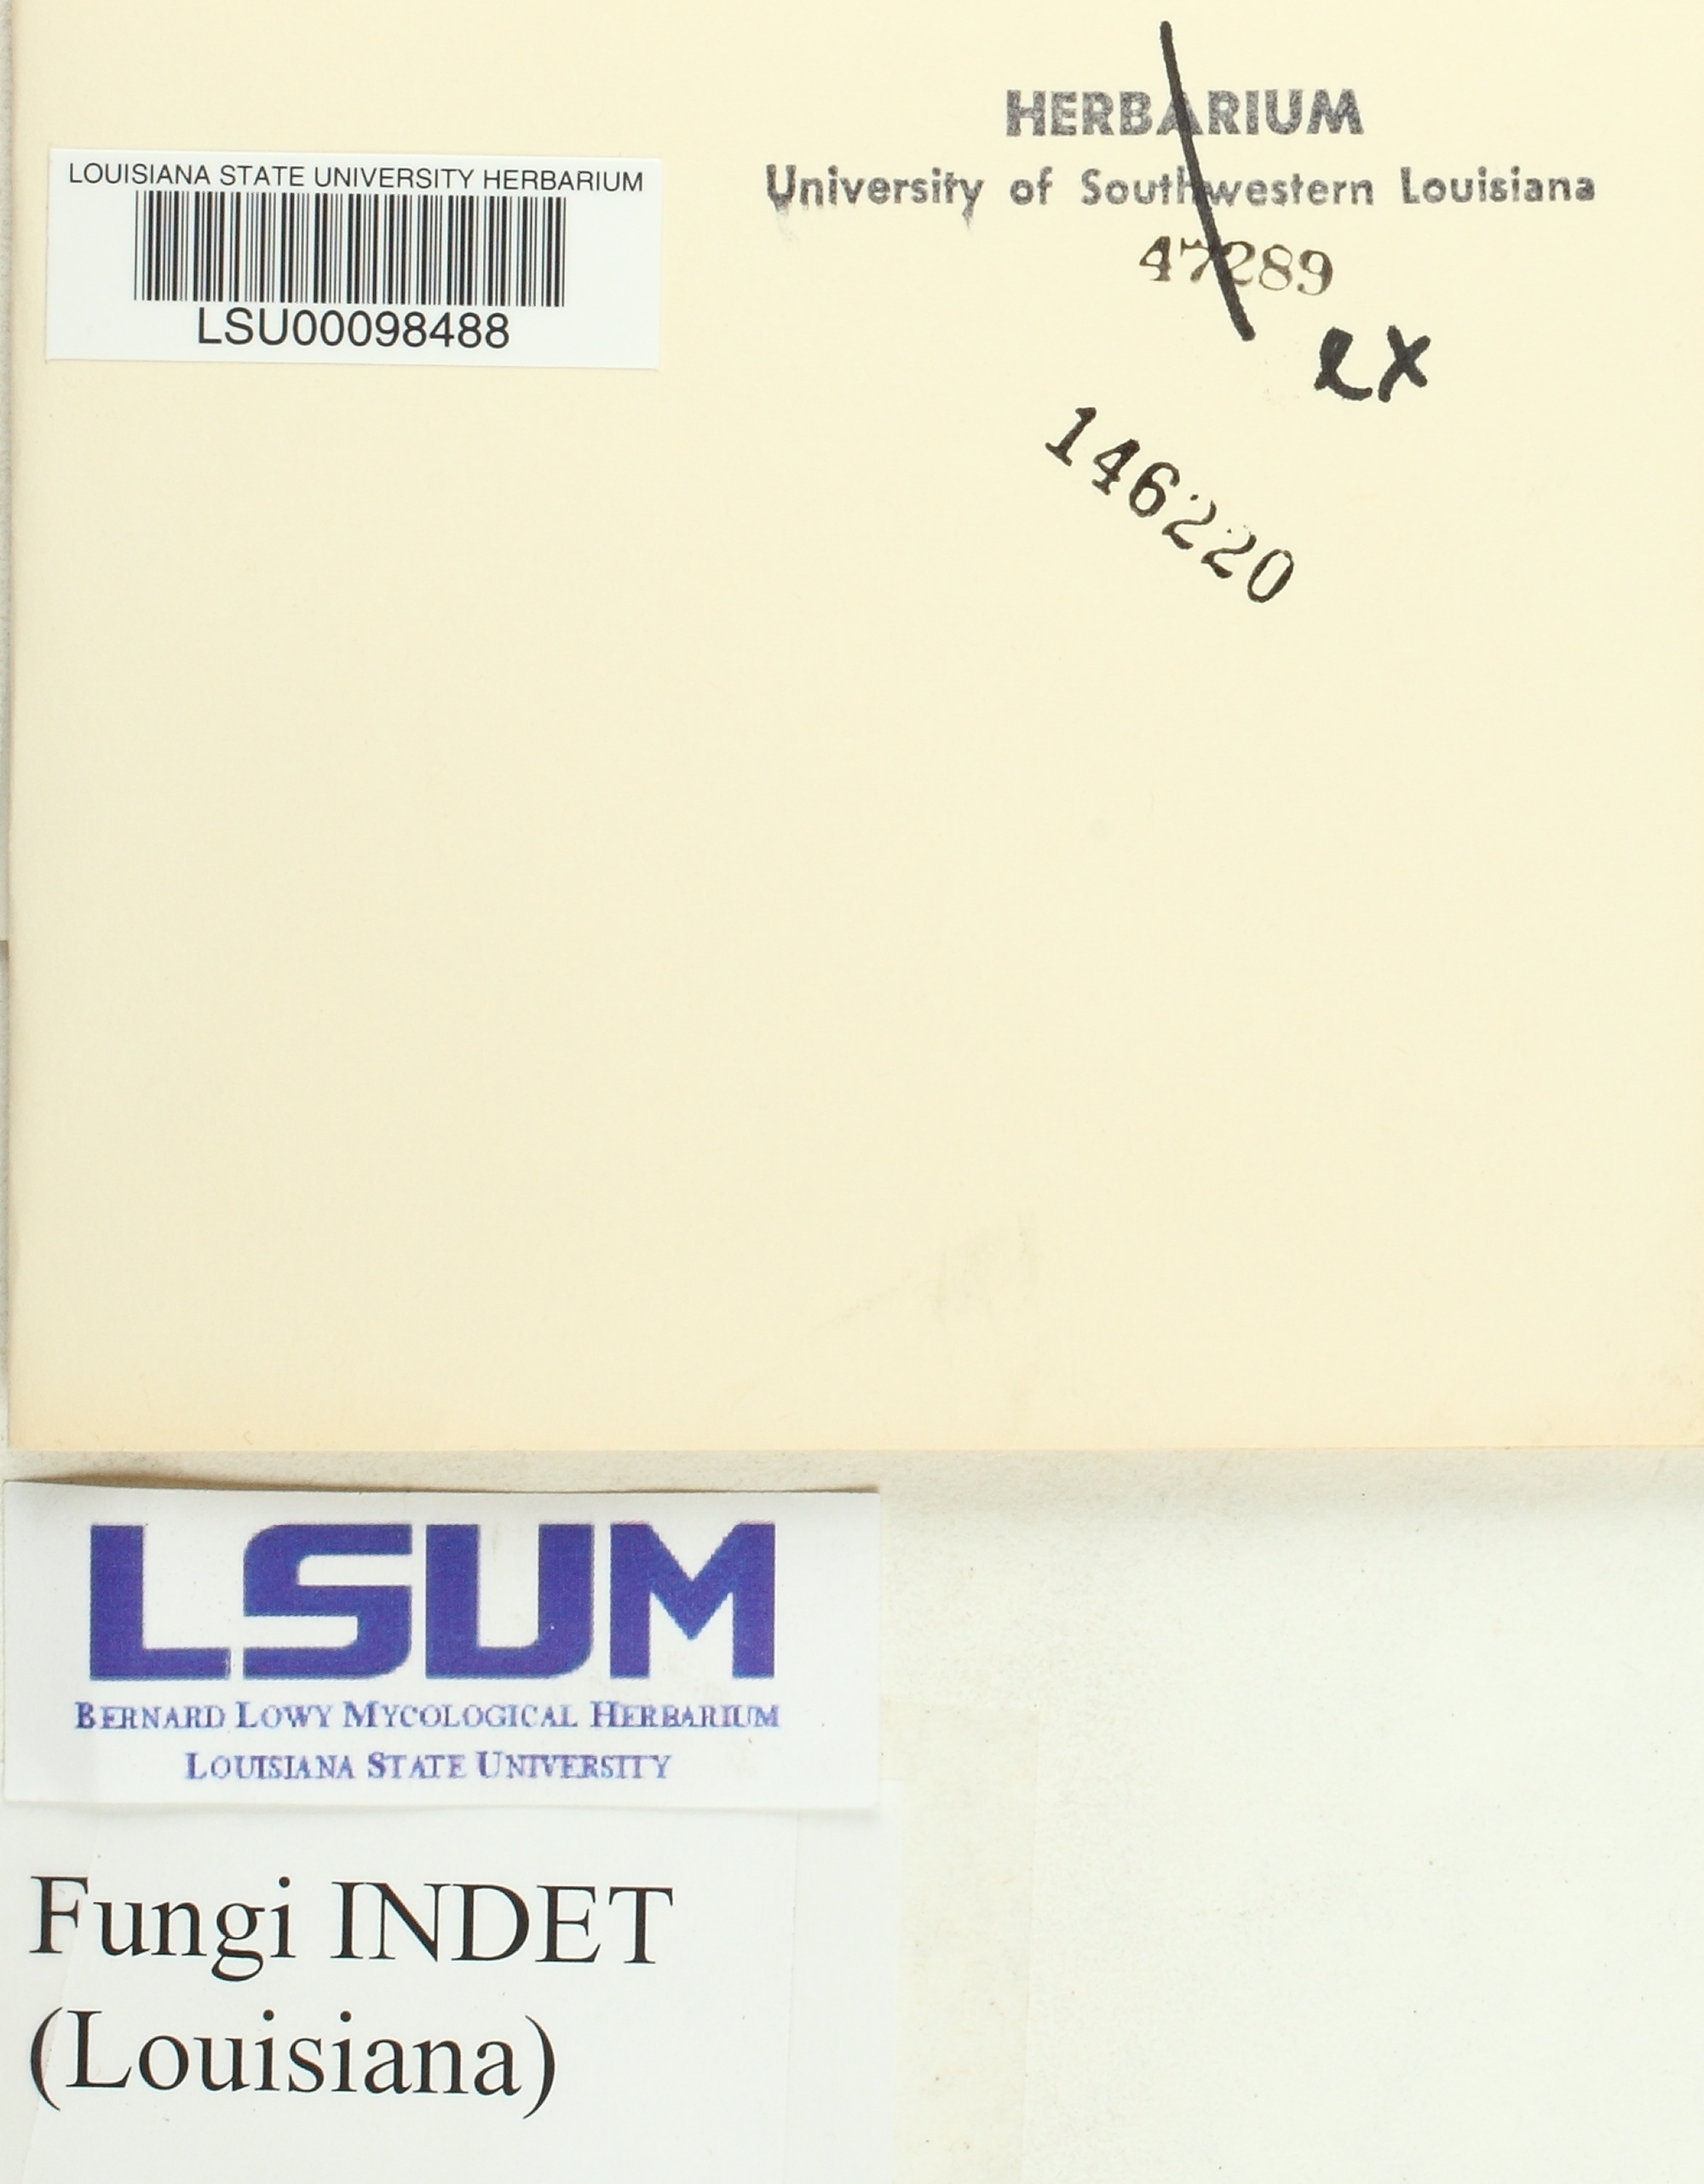 LOUISIANA STATE UNIVERSITY HERBARIUM
LSU00098488
HERBARIUM
University of Southwestern Louisiana
47289
ex
146220
LSUM
BERNARD LOWY MYCOLOGICAL HERBARIUM
LOUISIANA STATE UNIVERSITY
Fungi INDET
(Louisiana)